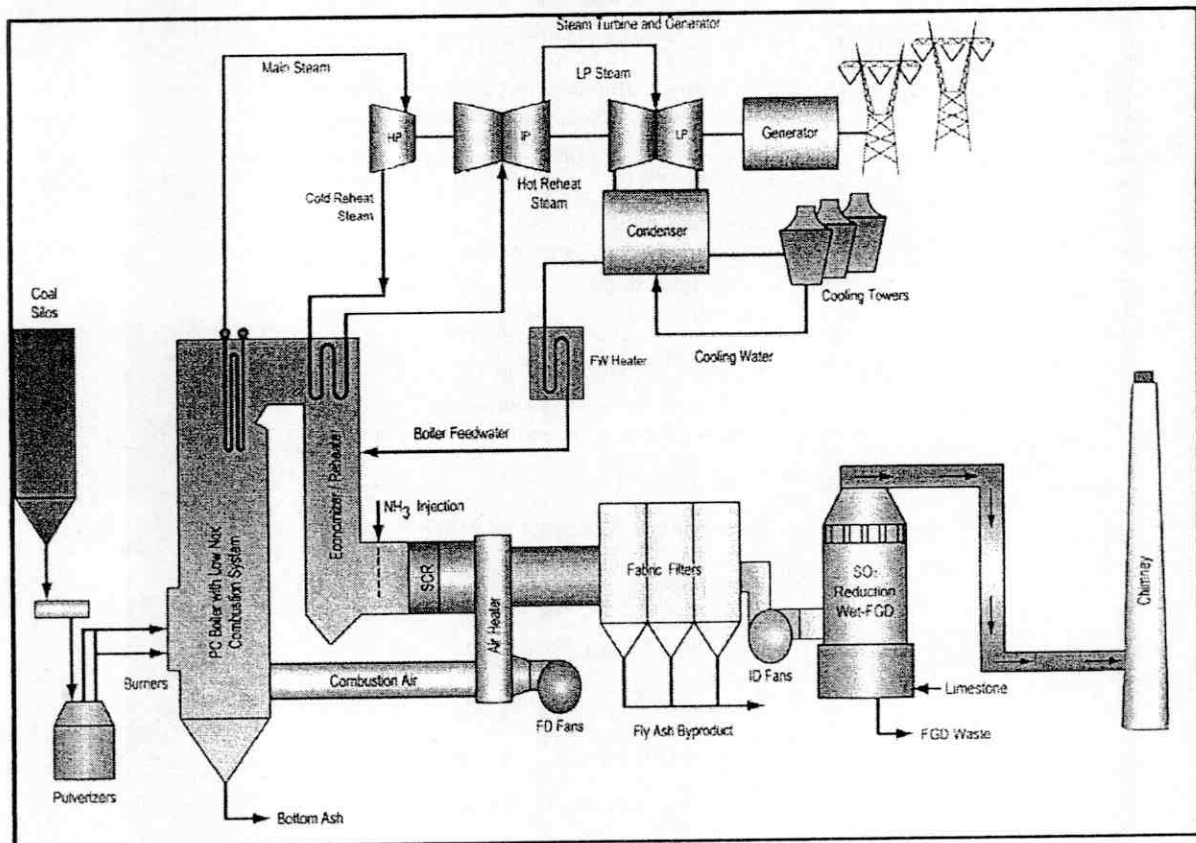 Steam Turbine and Generator
Main Steam
LP Steam
HP
IP
LP
Generator
Cold Reheat
Steam
Hot Reheat
Steam
Condenser
Cooling Towers
Cooling Water
Coal
Silos
FW Heater
Boiler Feedwater
PC Boiler with Low Nox
Combustion System
Economizer / Reheater
NH3 Injection
SCR
Air Heater
Fabric Filters
SO2
Reduction
Wet-FGD
Chimney
Burners
Combustion Air
FD Fans
ID Fans
Limestone
Fly Ash Byproduct
FGD Waste
Pulverizers
Bottom Ash